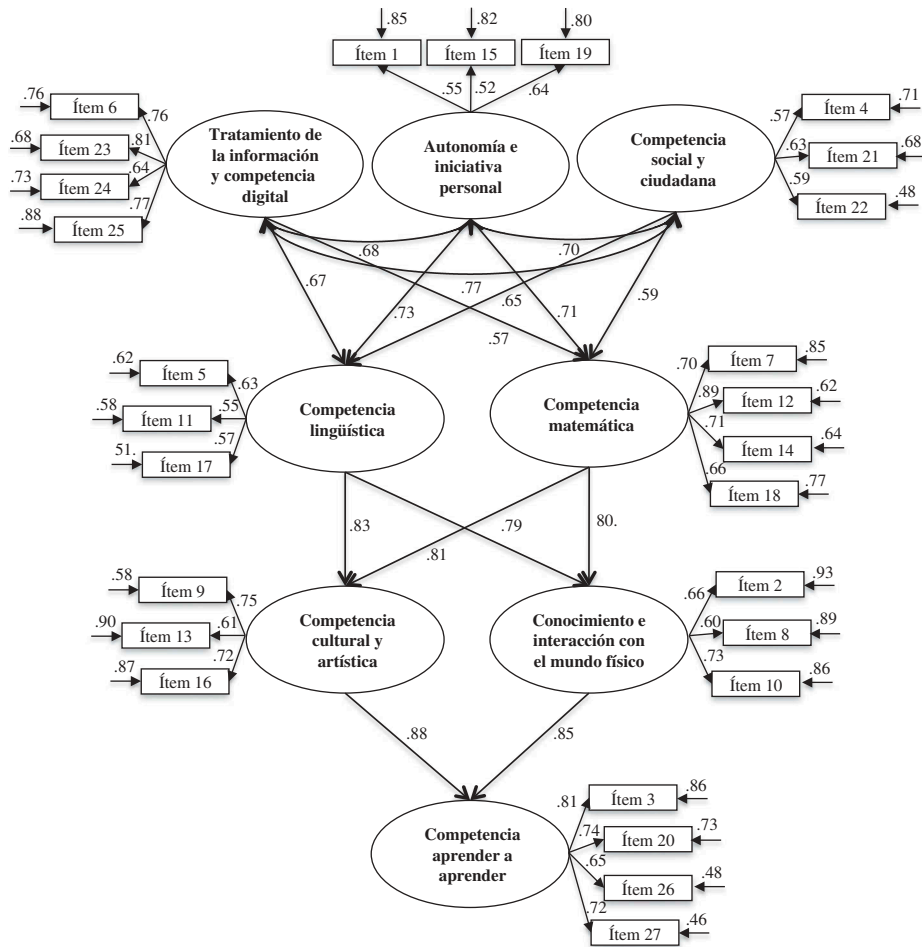 .85 .82 .80
Ítem 1 Ítem 15 Ítem 19
.55 .52 .64
.76 Ítem 6 .76
.68 Ítem 23 .81
.73 Ítem 24 .64
.88 Ítem 25 .77
Tratamiento de
la información
y competencia
digital
Autonomía e
iniciativa
personal
Competencia
social y
ciudadana
.57 Ítem 4 .71
.63 Ítem 21 .68
.59 Ítem 22 .48
.68 .70
.67 .77 .65 .59
.73 .71
.57
.62 Ítem 5 .63
.58 Ítem 11 .55
.51. Ítem 17 .57
Competencia
lingüística
Competencia
matemática
.70 Ítem 7 .85
.89 Ítem 12 .62
.71 Ítem 14 .64
.66 Ítem 18 .77
.83 .81 .79 80.
.58 Ítem 9 .75
.90 Ítem 13 .61
.87 Ítem 16 .72
Competencia
cultural y
artística
Conocimiento e
interacción con
el mundo físico
.66 Ítem 2 .93
.60 Ítem 8 .89
.73 Ítem 10 .86
.88 .85
Competencia
aprender a
aprender
.81 Ítem 3 .86
.74 Ítem 20 .73
.65 Ítem 26 .48
.72 Ítem 27 .46